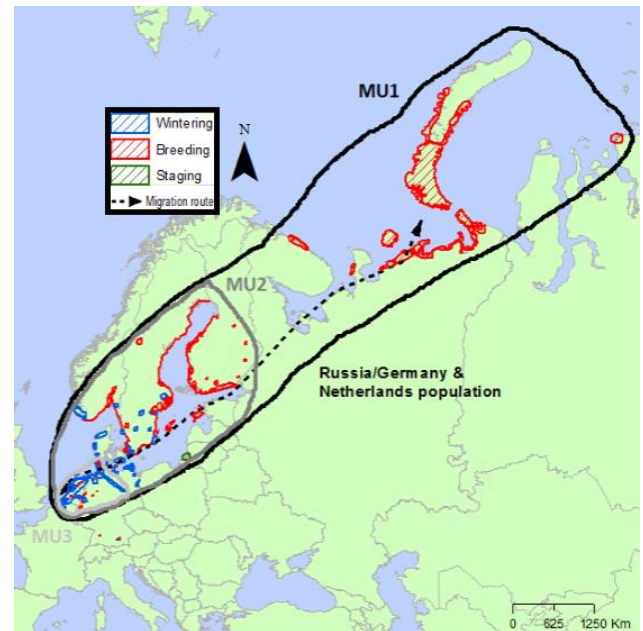 MU1
Wintering
Breeding
Staging
Migration route
N
MU2
Russia/Germany &
Netherlands population
MU3
0 625 1250 Km